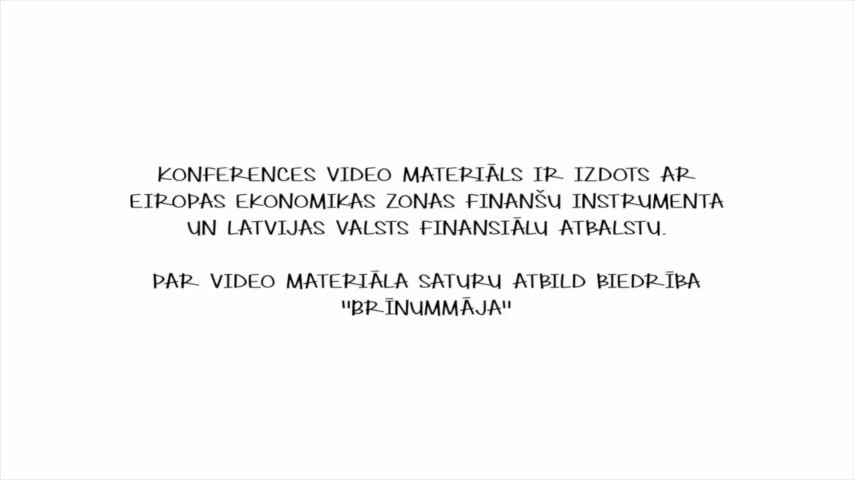 KONFERENCES VIDEO MATERIĀLS IR IZDOTS AR
EIROPAS EKONOMIKAS ZONAS FINANŠU INSTRUMENTA
UN LATVIJAS VALSTS FINANSIĀLU ATBALSTU.
PAR VIDEO MATERIĀLA SATURU ATBILD BIEDRĪBA
"BRĪNUMMĀJA"